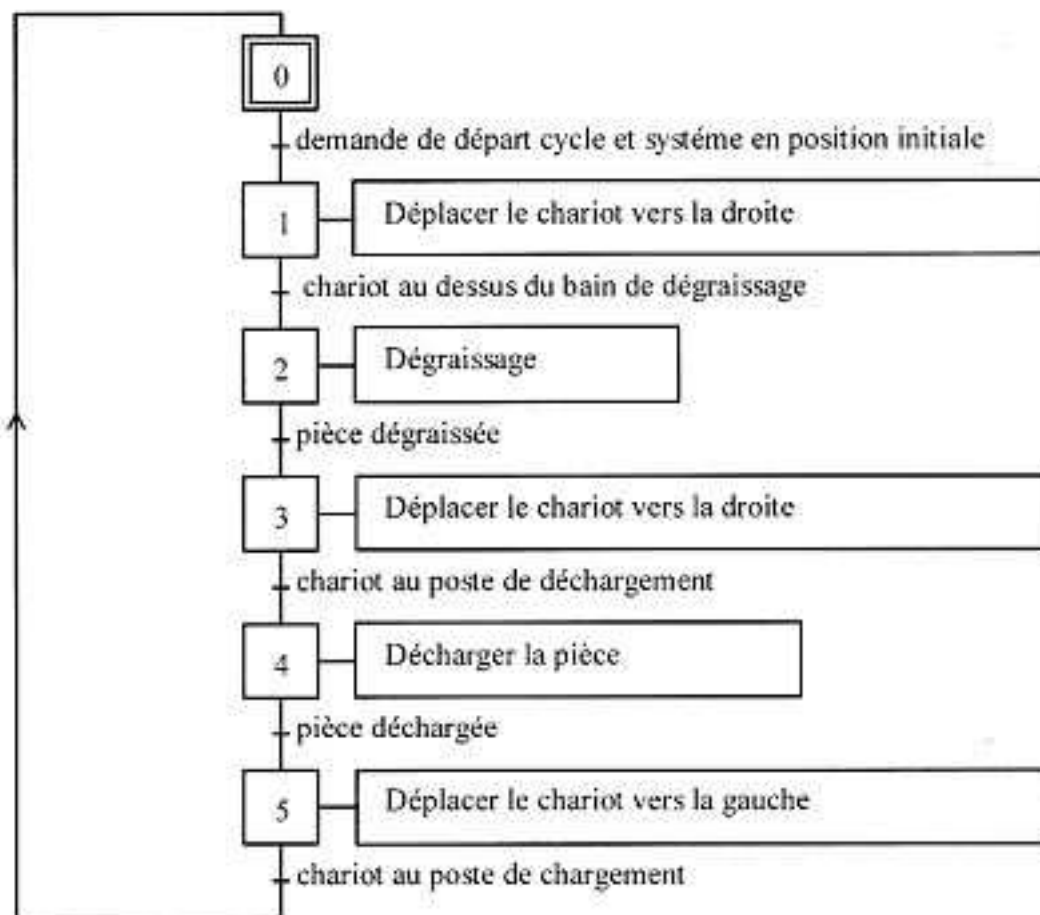 0
demande de départ cycle et systéme en position initiale
1
Déplacer le chariot vers la droite
chariot au dessus du bain de dégraissage
2
Dégraissage
pièce dégraissée
3
Déplacer le chariot vers la droite
chariot au poste de déchargement
4
Décharger la pièce
pièce déchargée
5
Déplacer le chariot vers la gauche
chariot au poste de chargement